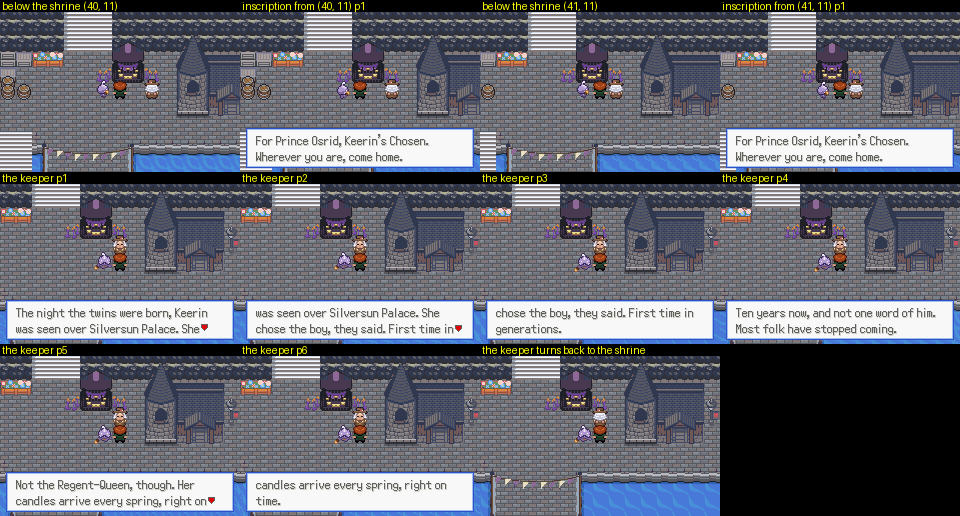 below the shrine (40, 11)
inscription from (40, 11) p1
below the shrine (41, 11)
inscription from (41, 11) p1
For Prince Osrid, Keerin's Chosen.
Wherever you are, come home.
For Prince Osrid, Keerin's Chosen.
Wherever you are, come home.
the keeper p1
the keeper p2
the keeper p3
the keeper p4
The night the twins were born, Keerin
was seen over Silversun Palace. She
was seen over Silversun Palace. She
chose the boy, they said. First time in
chose the boy, they said. First time in
generations.
Ten years now, and not one word of him.
Most folk have stopped coming.
the keeper p5
the keeper p6
the keeper turns back to the shrine
Not the Regent-Queen, though. Her
candles arrive every spring, right on
candles arrive every spring, right on
time.